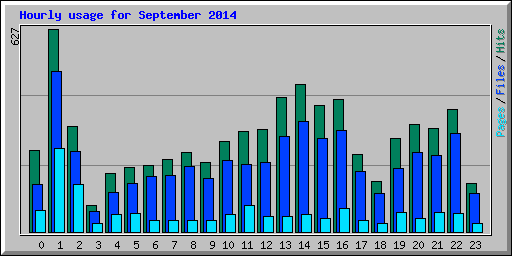 Hourly usage for September 2014
627
Pages/Files/Hits
0 1 2 3 4 5 6 7 8 9 10 11 12 13 14 15 16 17 18 19 20 21 22 23